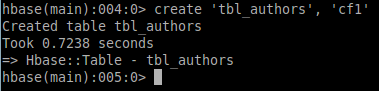 hbase(main):004:0> create 'tbl_authors', 'cf1'
Created table tbl_authors
Took 0.7238 seconds
=> Hbase::Table - tbl_authors
hbase(main):005:0>